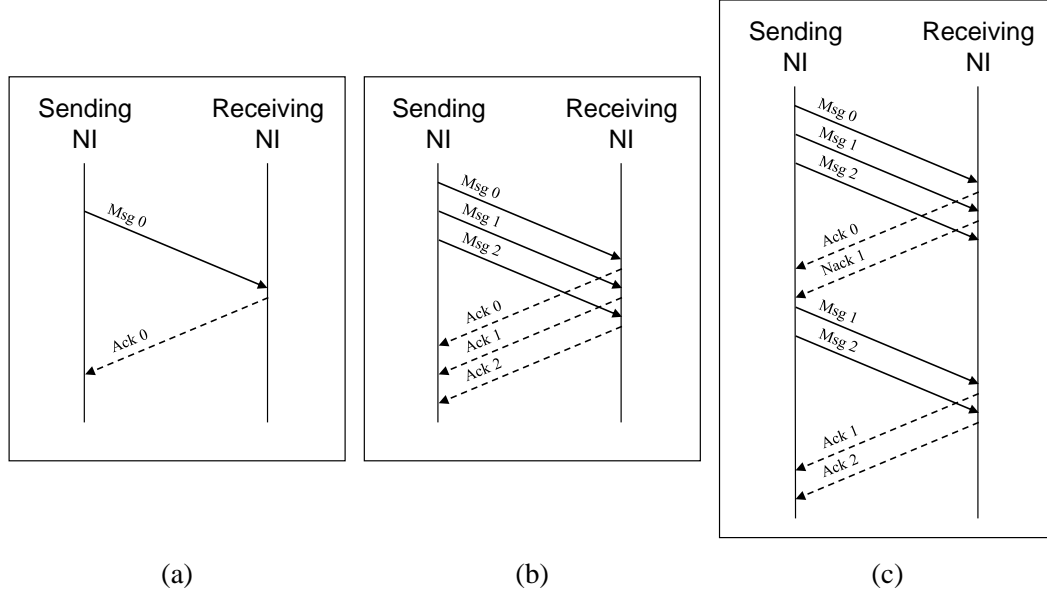 Sending
NI
Receiving
NI
Msg 0
Ack 0
(a)
Sending
NI
Receiving
NI
Msg 0
Msg 1
Msg 2
Ack 0
Ack 1
Ack 2
(b)
Sending
NI
Receiving
NI
Msg 0
Msg 1
Msg 2
Ack 0
Nack 1
Msg 1
Msg 2
Ack 1
Ack 2
(c)